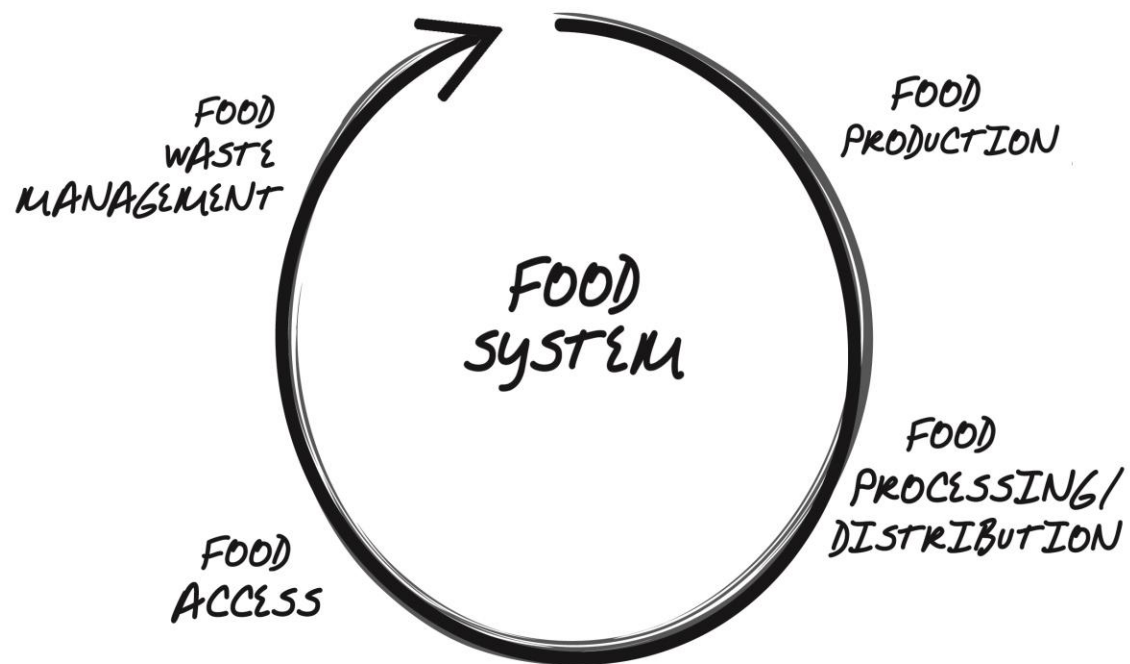 FOOD
PRODUCTION
FOOD
PROCESSING/
DISTRIBUTION
FOOD
ACCESS
FOOD
WASTE
MANAGEMENT
FOOD
SYSTEM